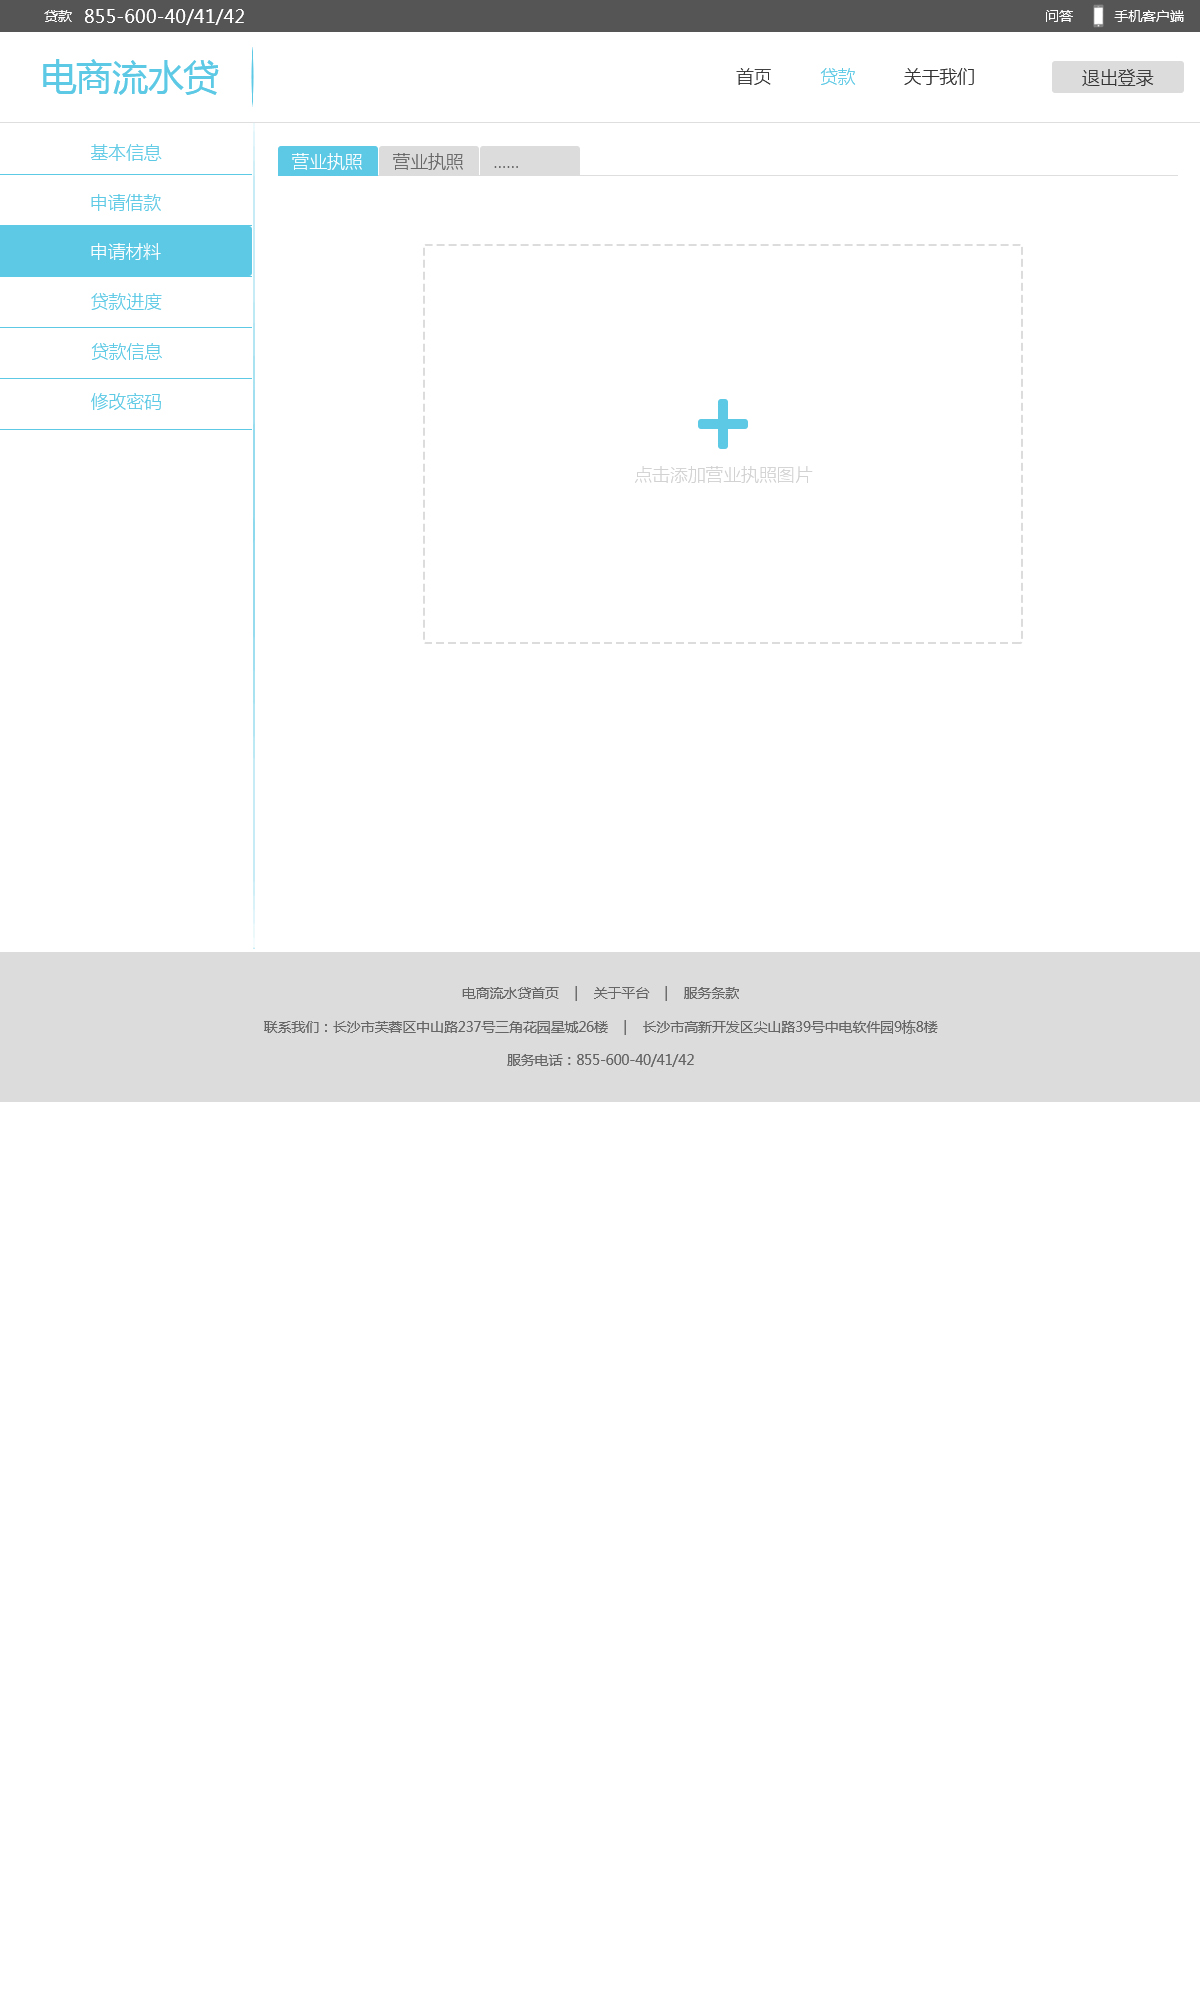 贷款 855-600-40/41/42 问答 手机客户端
电商流水贷 首页 贷款 关于我们 退出登录
基本信息
申请借款
申请材料
贷款进度
贷款信息
修改密码
营业执照 营业执照 ......
点击添加营业执照图片
电商流水贷首页 | 关于平台 | 服务条款
联系我们：长沙市芙蓉区中山路237号三角花园星城26楼 | 长沙市高新开发区尖山路39号中电软件园9栋8楼
服务电话：855-600-40/41/42